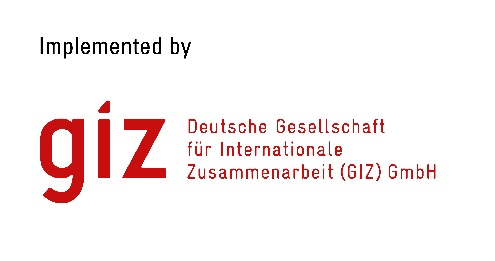 Implemented by
giz
Deutsche Gesellschaft
für Internationale
Zusammenarbeit (GIZ) GmbH